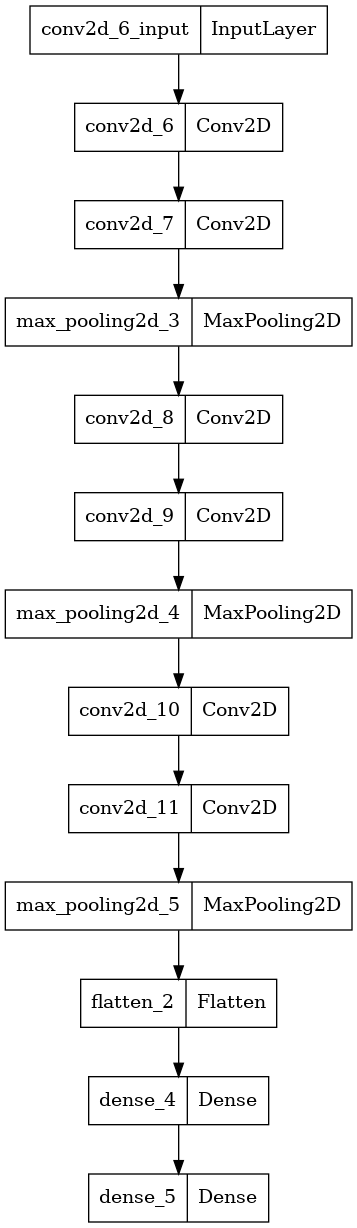 conv2d_6_input InputLayer
conv2d_6 Conv2D
conv2d_7 Conv2D
max_pooling2d_3 MaxPooling2D
conv2d_8 Conv2D
conv2d_9 Conv2D
max_pooling2d_4 MaxPooling2D
conv2d_10 Conv2D
conv2d_11 Conv2D
max_pooling2d_5 MaxPooling2D
flatten_2 Flatten
dense_4 Dense
dense_5 Dense